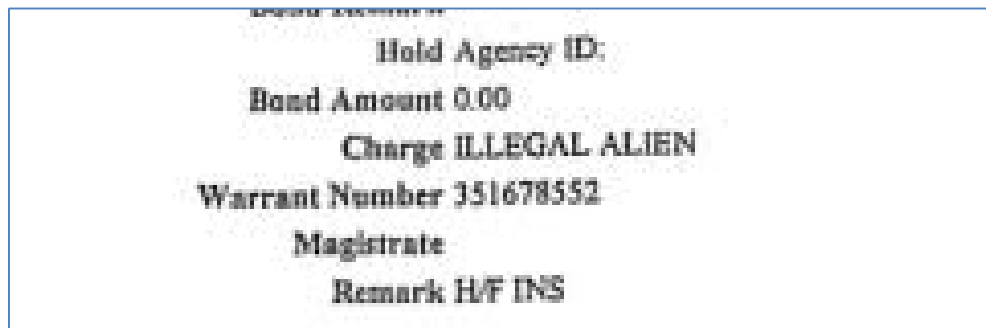 Hold Agency ID:
Bond Amount 0.00
Charge ILLEGAL ALIEN
Warrant Number 351678552
Magistrate
Remark H/F INS